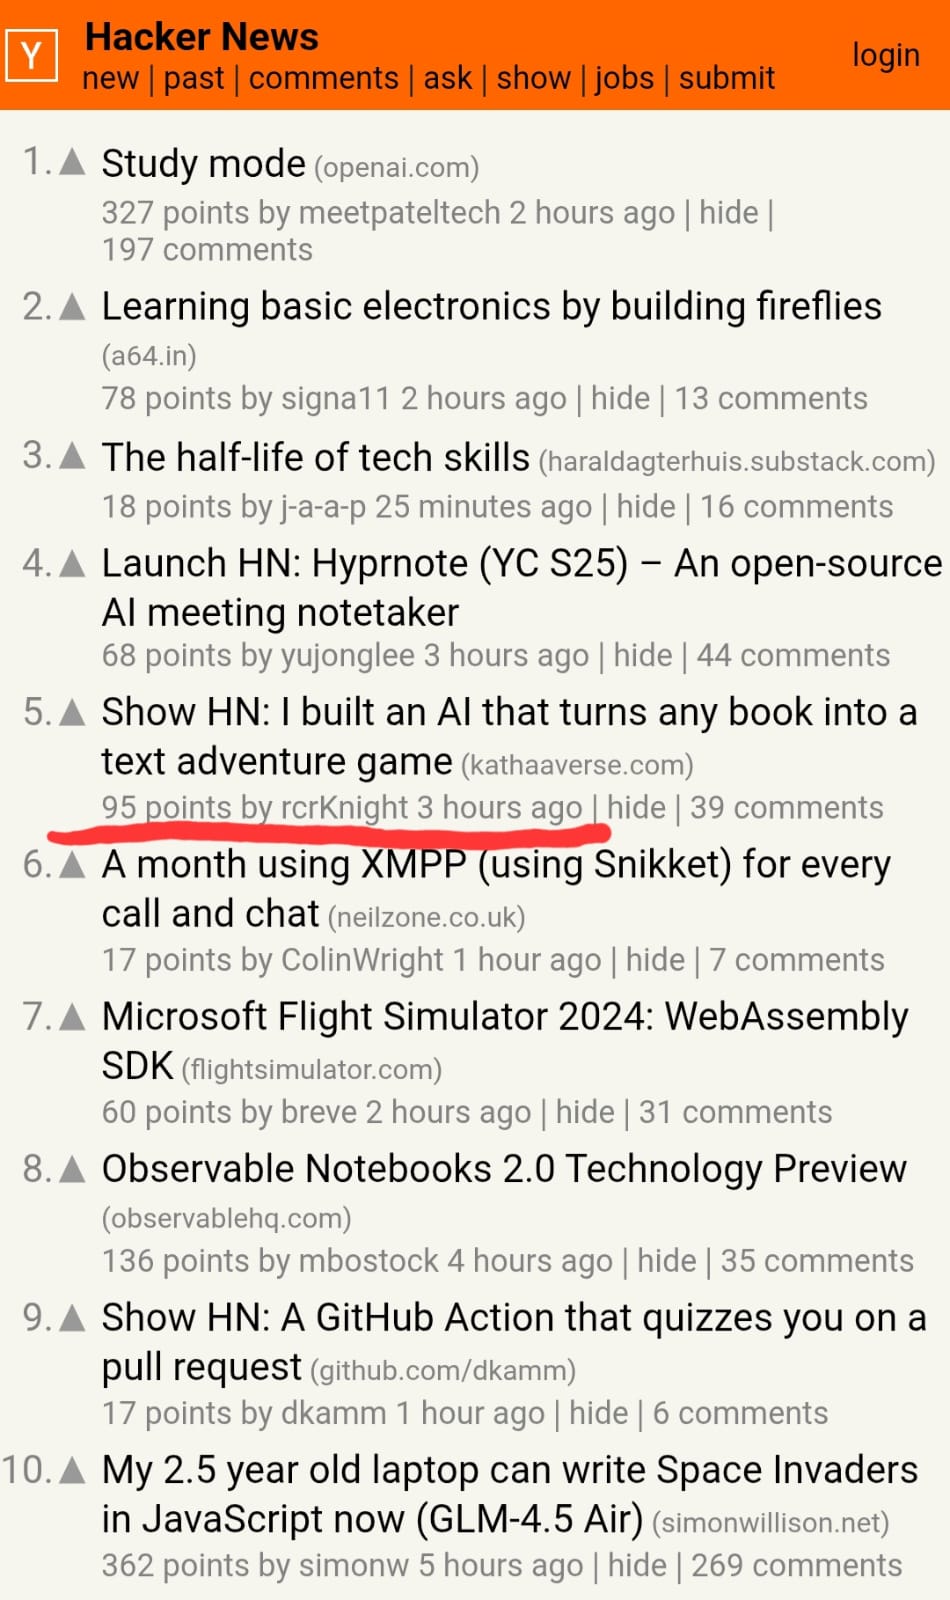 Y
Hacker News
new | past | comments | ask | show | jobs | submit
login
1. ▲ Study mode (openai.com)
327 points by meetpateltech 2 hours ago | hide |
197 comments
2. ▲ Learning basic electronics by building fireflies
(a64.in)
78 points by signa11 2 hours ago | hide | 13 comments
3. ▲ The half-life of tech skills (haraldagterhuis.substack.com)
18 points by j-a-a-p 25 minutes ago | hide | 16 comments
4. ▲ Launch HN: Hyprnote (YC S25) – An open-source
AI meeting notetaker
68 points by yujonglee 3 hours ago | hide | 44 comments
5. ▲ Show HN: I built an AI that turns any book into a
text adventure game (kathaaverse.com)
95 points by rcrKnight 3 hours ago | hide | 39 comments
6. ▲ A month using XMPP (using Snikket) for every
call and chat (neilzone.co.uk)
17 points by ColinWright 1 hour ago | hide | 7 comments
7. ▲ Microsoft Flight Simulator 2024: WebAssembly
SDK (flightsimulator.com)
60 points by breve 2 hours ago | hide | 31 comments
8. ▲ Observable Notebooks 2.0 Technology Preview
(observablehq.com)
136 points by mbostock 4 hours ago | hide | 35 comments
9. ▲ Show HN: A GitHub Action that quizzes you on a
pull request (github.com/dkamm)
17 points by dkamm 1 hour ago | hide | 6 comments
10. ▲ My 2.5 year old laptop can write Space Invaders
in JavaScript now (GLM-4.5 Air) (simonwillison.net)
362 points by simonw 5 hours ago | hide | 269 comments